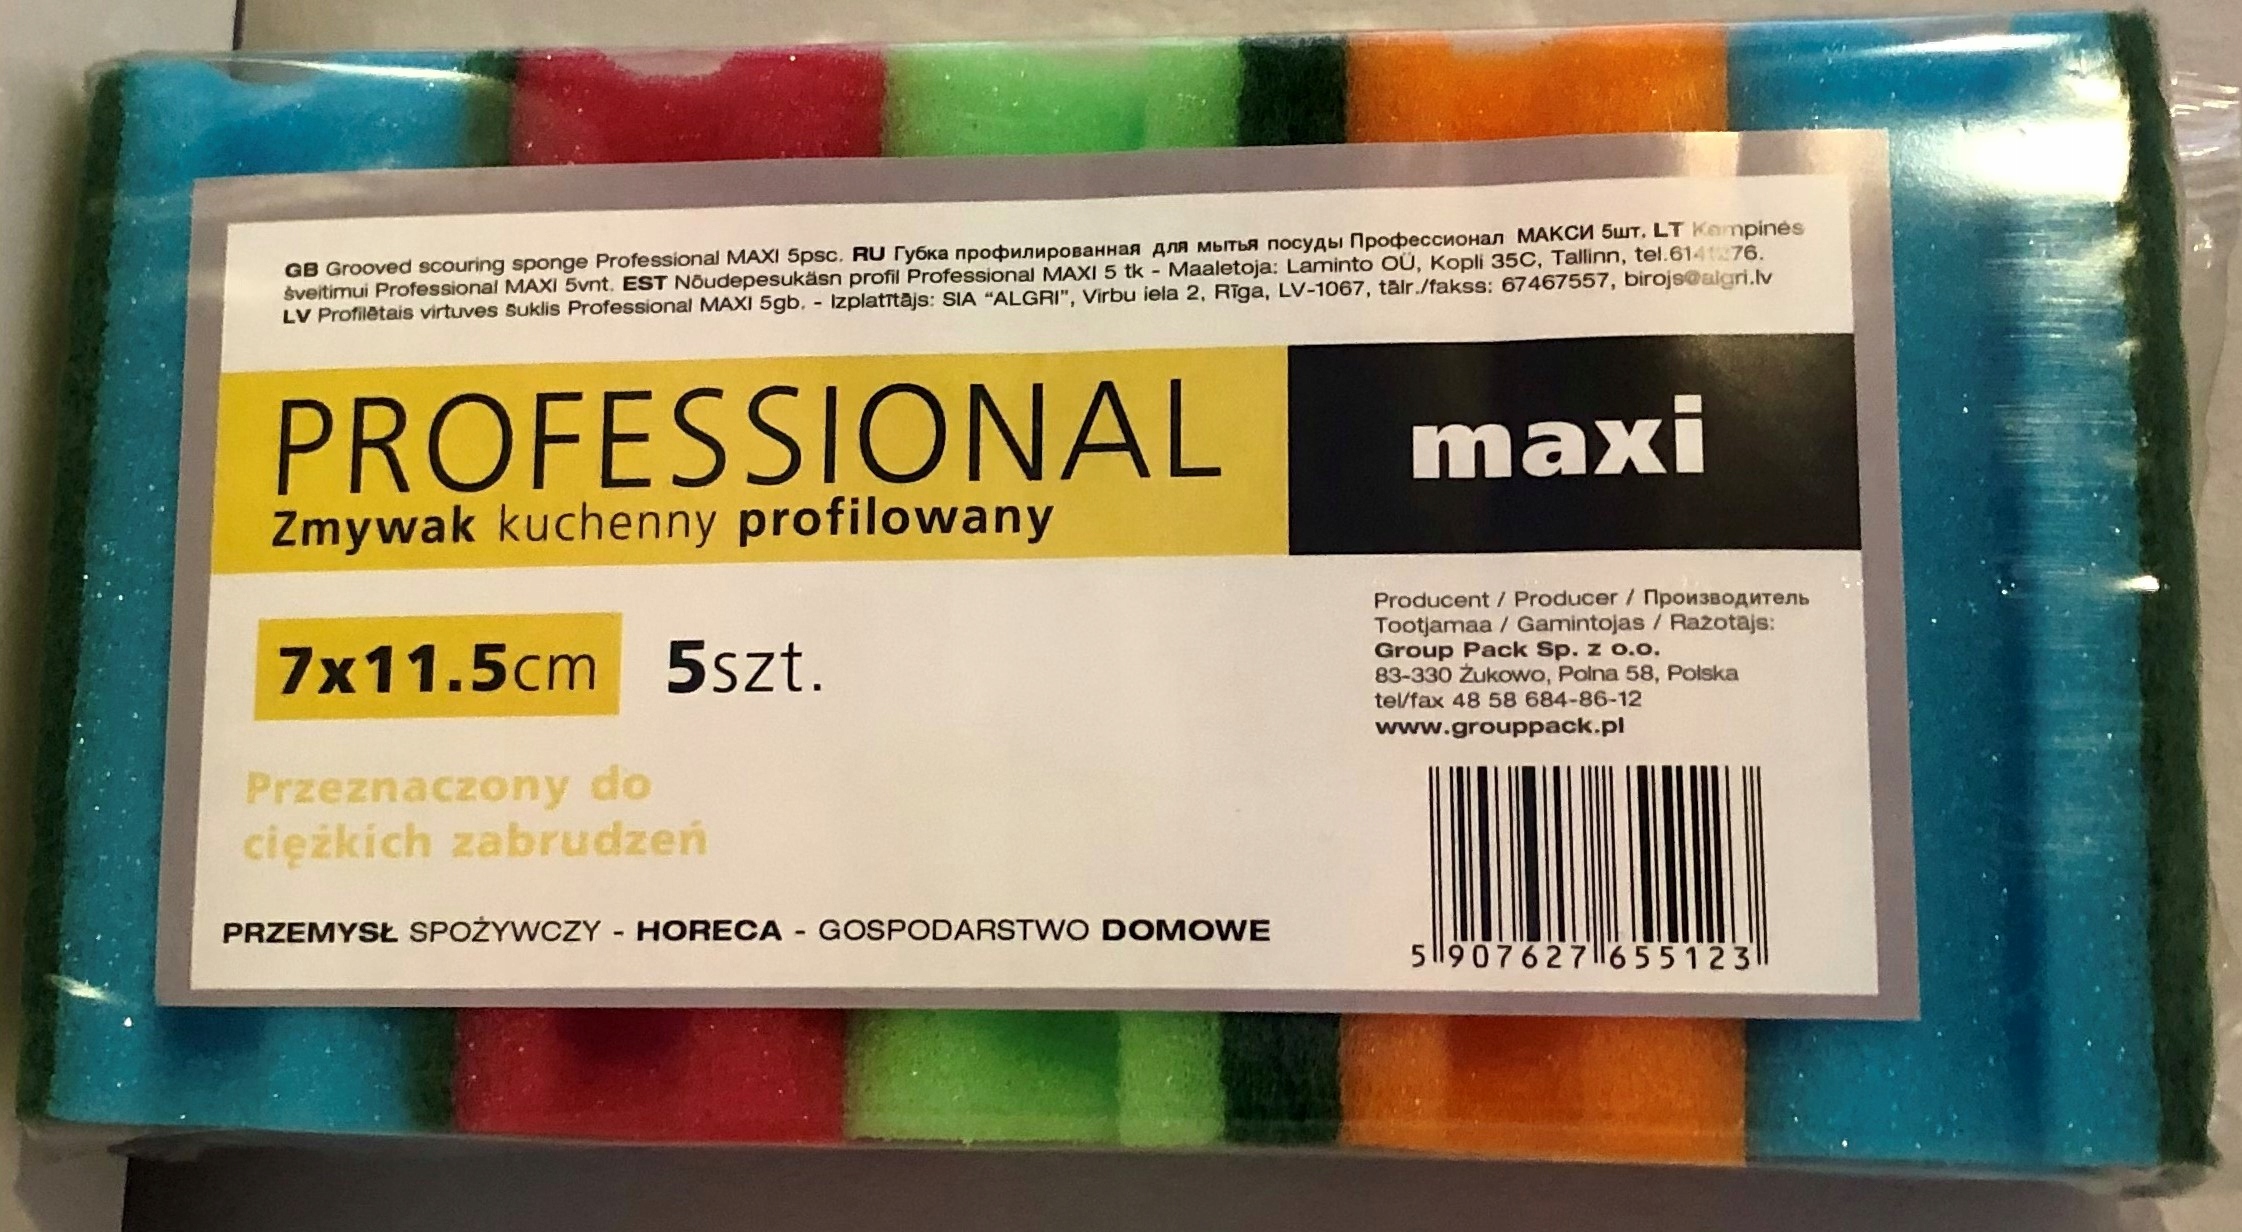 GB Grooved scouring sponge Professional MAXI 5psc. RU Губка профилированная для мытья посуды Профессионал МАКСИ 5шт. LT Kempinės
šveitimui Professional MAXI 5vnt. EST Nõudepesukäsn profil Professional MAXI 5 tk - Maaletoja: Laminto OÜ, Kopli 35C, Tallinn,
LV Profilētais virtuves šuklis Professional MAXI 5gb. - Izplatītājs: SIA “ALGRI”, Virbu iela 2, Rīga, LV-1067, tālr./fakss: 67467557, birojs@algri.lv
PROFESSIONAL
Zmywak kuchenny profilowany
maxi
7x11.5cm 5szt.
Przeznaczony do
ciężkich zabrudzeń
PRZEMYSŁ SPOŻYWCZY - HORECA - GOSPODARSTWO DOMOWE
Producent / Producer / Производитель
Tootjamaa / Gamintojas / Ražotājs:
Group Pack Sp. z o.o.
83-330 Żukowo, Polna 58, Polska
tel/fax 48 58 684-86-12
www.grouppack.pl
5 907627 655123